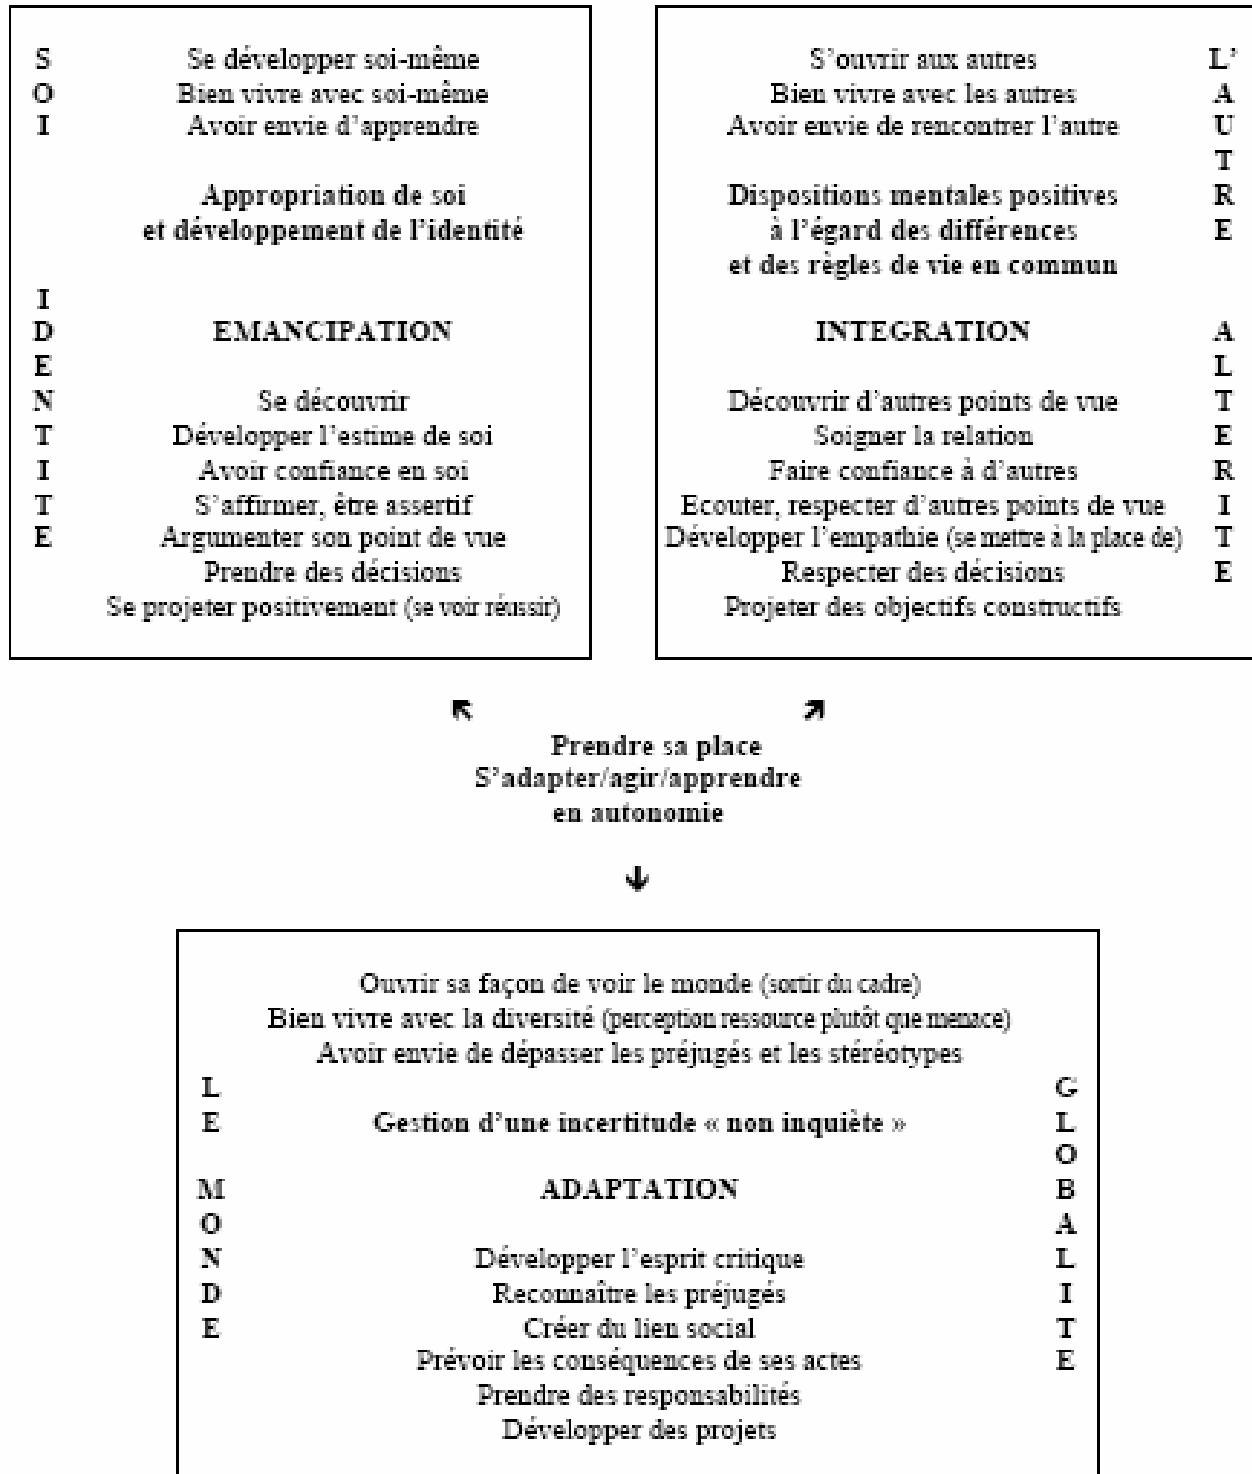 SOI
IDENTITE
Se développer soi-même
Bien vivre avec soi-même
Avoir envie d'apprendre
Appropriation de soi
et développement de l'identité
EMANCIPATION
Se découvrir
Développer l'estime de soi
Avoir confiance en soi
S'affirmer, être assertif
Argumenter son point de vue
Prendre des décisions
Se projeter positivement (se voir réussir)
S'ouvrir aux autres
Bien vivre avec les autres
Avoir envie de rencontrer l'autre
Dispositions mentales positives
à l'égard des différences
et des règles de vie en commun
INTEGRATION
Découvrir d'autres points de vue
Soigner la relation
Faire confiance à d'autres
Ecouter, respecter d'autres points de vue
Développer l'empathie (se mettre à la place de)
Respecter des décisions
Projeter des objectifs constructifs
L'AUTRE
ALTERITE
Prendre sa place
S'adapter/agir/apprendre
en autonomie
Ouvrir sa façon de voir le monde (sortir du cadre)
Bien vivre avec la diversité (perception ressource plutôt que menace)
Avoir envie de dépasser les préjugés et les stéréotypes
LE MONDE
Gestion d'une incertitude « non inquiète »
ADAPTATION
Développer l'esprit critique
Reconnaître les préjugés
Créer du lien social
Prévoir les conséquences de ses actes
Prendre des responsabilités
Développer des projets
GLOBALITE